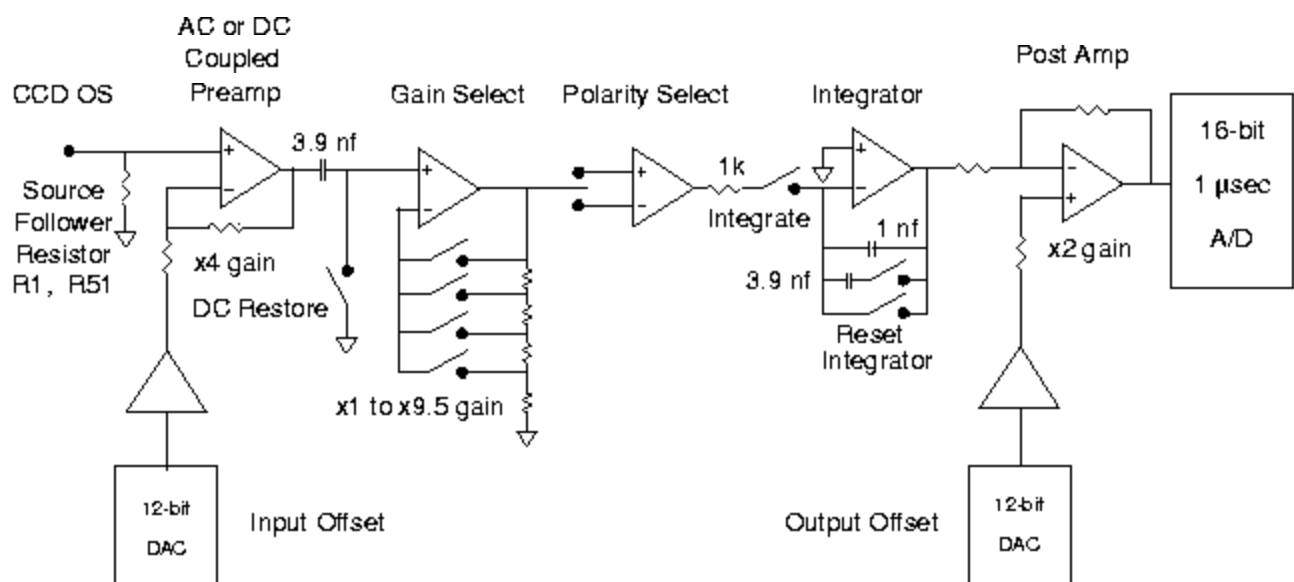 AC or DC
Coupled
Preamp
CCD OS
Gain Select
Polarity Select
Integrator
Post Amp
+
-
3.9 nf
+
-
+
-
1k
+
-
-
+
16-bit
1 µsec
A/D
Source
Follower
Resistor
R1, R51
x4 gain
DC Restore
Integrate
1 nf
3.9 nf
x2 gain
Reset
Integrator
x1 to x9.5 gain
12-bit
DAC
Input Offset
Output Offset
12-bit
DAC